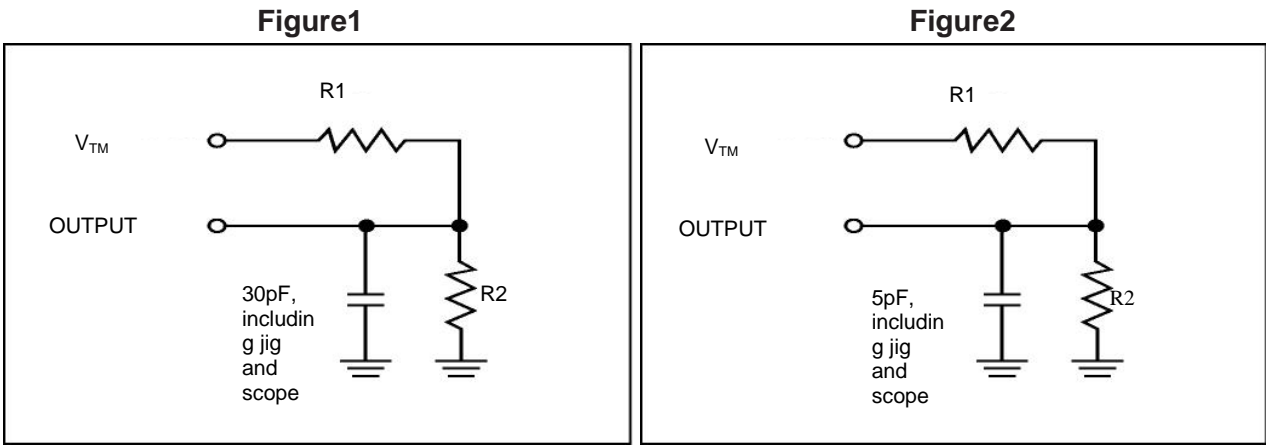 Figure1
R1
VTM
OUTPUT
30pF,
includin
g jig
and
scope
R2
Figure2
R1
VTM
OUTPUT
5pF,
includin
g jig
and
scope
R2